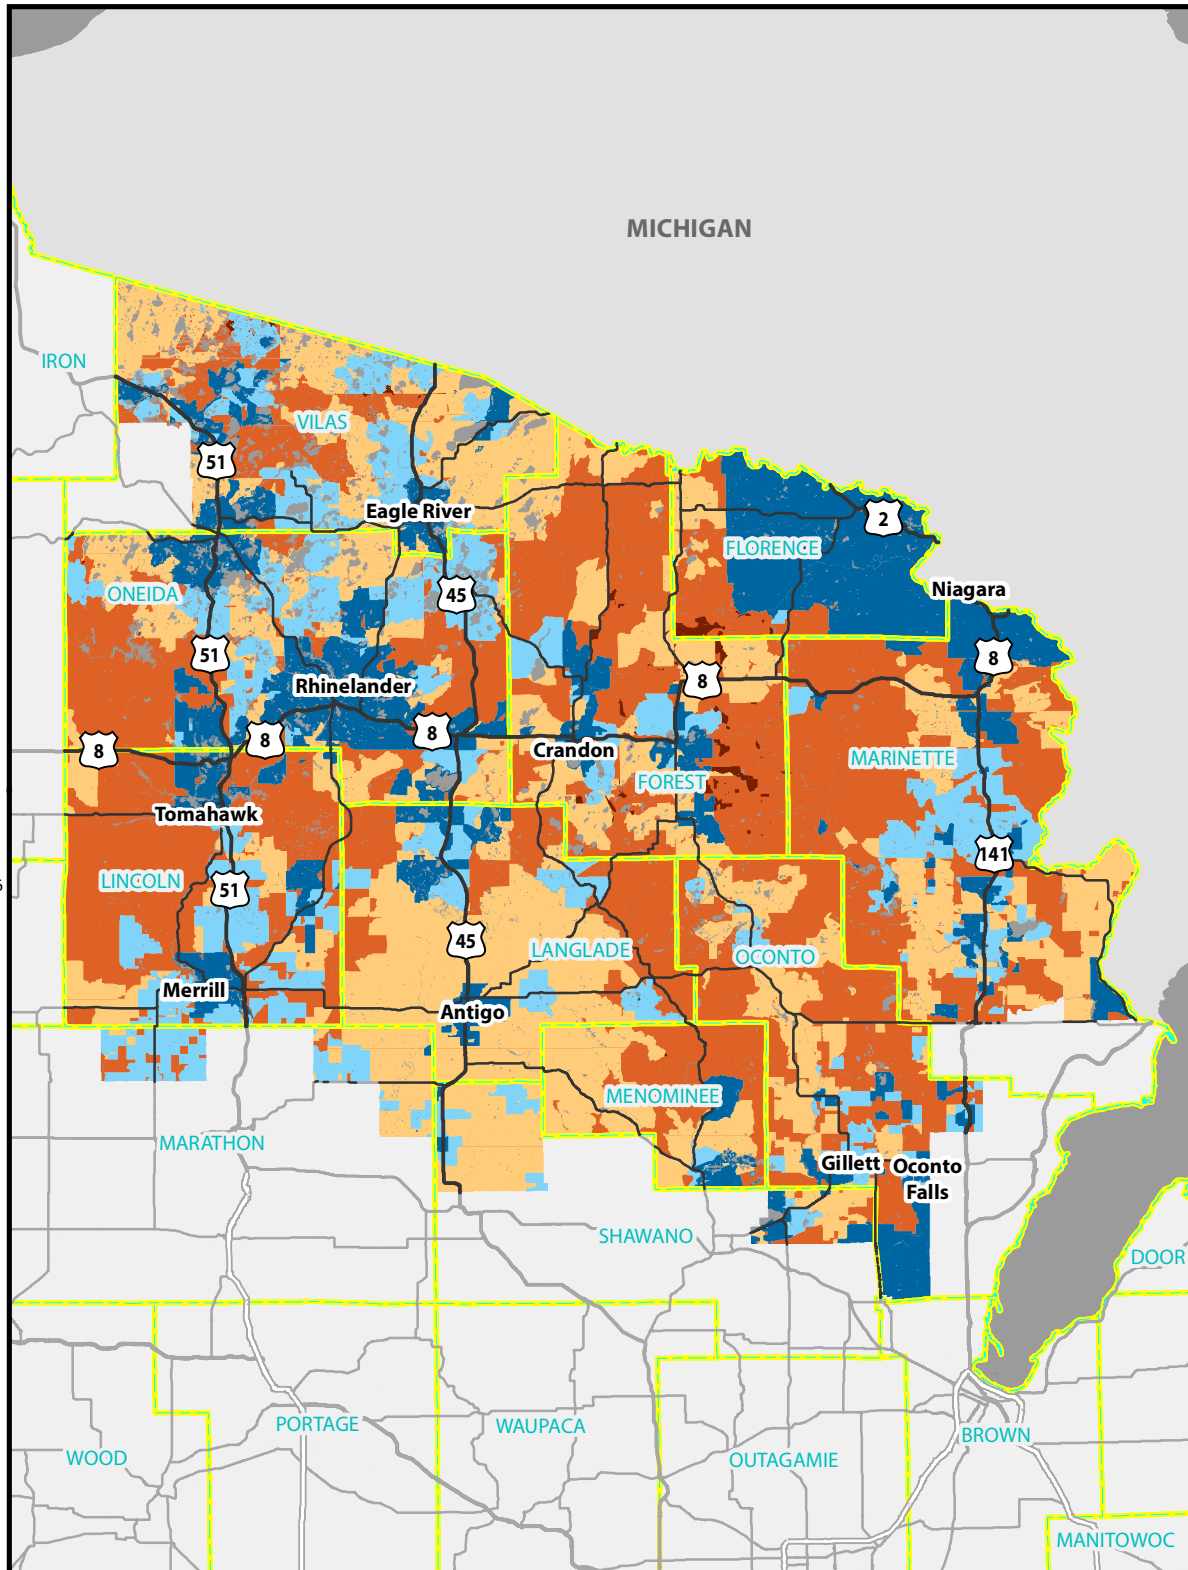 MICHIGAN
IRON
VILAS
51
Eagle River
2
FLORENCE
ONEIDA
45
Niagara
51
8
Rhinelander
8
8
8
8
Crandon
MARINETTE
FOREST
Tomahawk
141
LINCOLN
51
45
LANGLADE
OCONTO
Merrill
Antigo
MENOMINEE
MARATHON
Gillett
Oconto
Falls
SHAWANO
DOOR
PORTAGE
WAUPACA
BROWN
WOOD
OUTAGAMIE
MANITOWOC